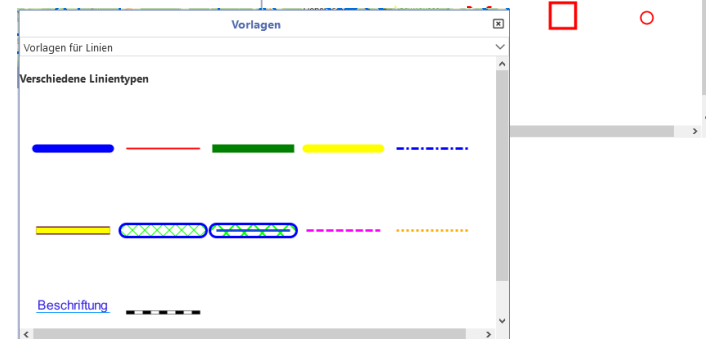 Vorlagen
Vorlagen für Linien
Verschiedene Linientypen
Beschriftung